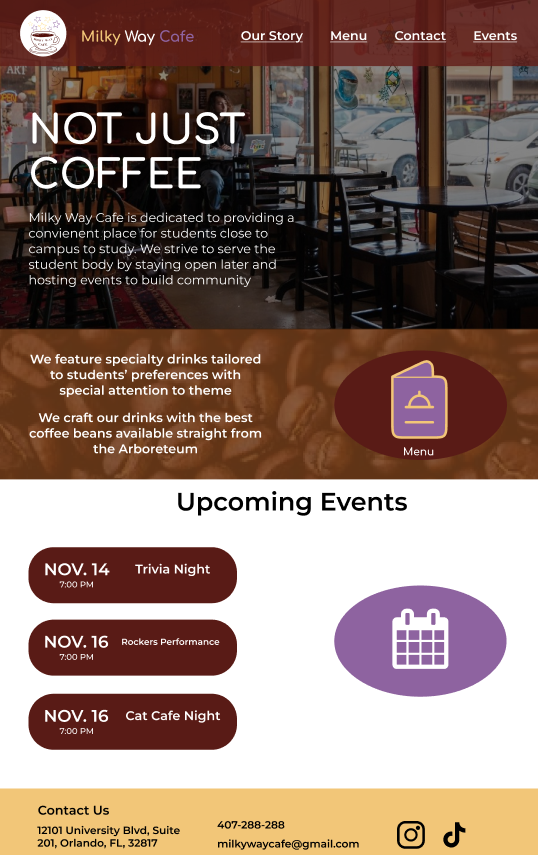 Milky Way Cafe
Our Story
Menu
Contact
Events
ART
NOT JUST
COFFEE
Milky Way Cafe is dedicated to providing a
convienent place for students close to
campus to study. We strive to serve the
student body by staying open later and
hosting events to build community
We feature specialty drinks tailored
to students’ preferences with
special attention to theme
We craft our drinks with the best
coffee beans available straight from
the Arboreteum
Menu
Upcoming Events
NOV. 14
7:00 PM
Trivia Night
NOV. 16
7:00 PM
Rockers Performance
NOV. 16
7:00 PM
Cat Cafe Night
Contact Us
12101 University Blvd, Suite
201, Orlando, FL, 32817
407-288-288
milkywaycafe@gmail.com